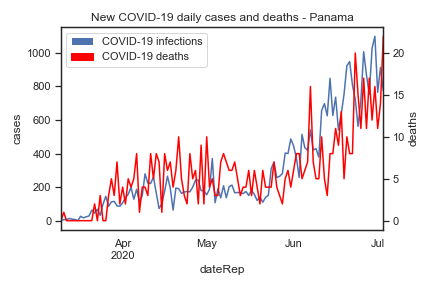 New COVID-19 daily cases and deaths - Panama
COVID-19 infections
COVID-19 deaths
1000
800
600
400
200
0
cases
20
15
10
5
0
deaths
Apr
2020
May
Jun
Jul
dateRep